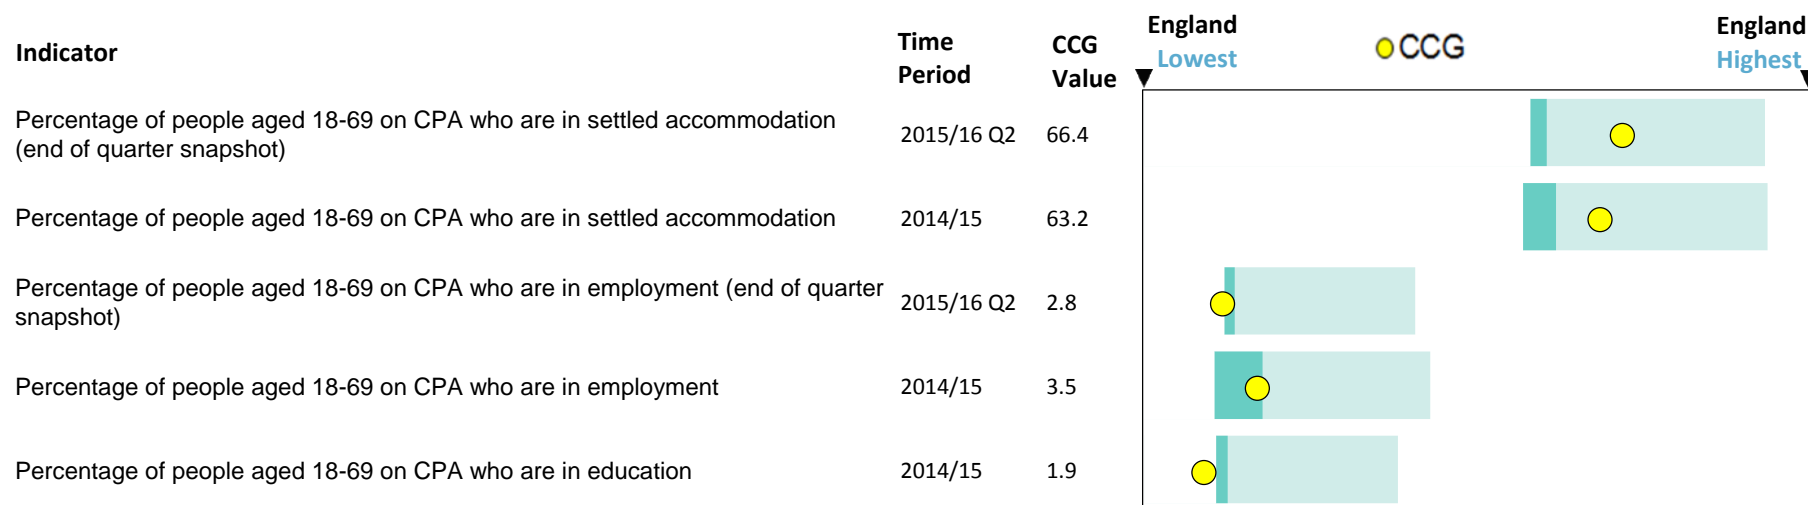 Indicator
Time
Period
CCG
Value
England
Lowest
CCG
England
Highest
Percentage of people aged 18-69 on CPA who are in settled accommodation
(end of quarter snapshot)
2015/16 Q2
66.4
Percentage of people aged 18-69 on CPA who are in settled accommodation
2014/15
63.2
Percentage of people aged 18-69 on CPA who are in employment (end of quarter
snapshot)
2015/16 Q2
2.8
Percentage of people aged 18-69 on CPA who are in employment
2014/15
3.5
Percentage of people aged 18-69 on CPA who are in education
2014/15
1.9